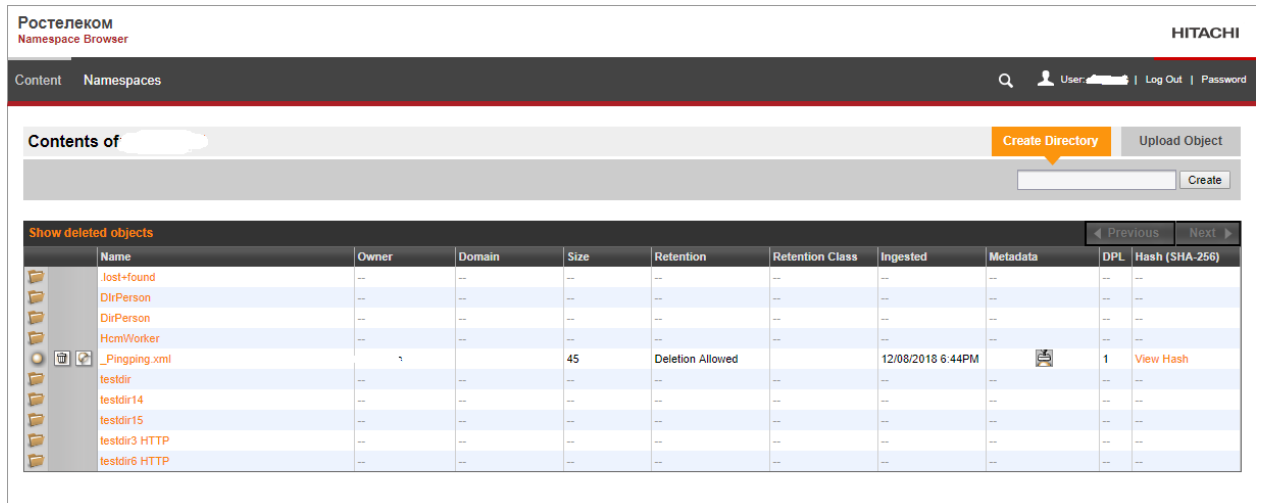 Ростелеком
Namespace Browser
HITACHI
Content Namespaces User: | Log Out | Password
Contents of
Create Directory Upload Object
Create
Show deleted objects Previous Next
Name Owner Domain Size Retention Retention Class Ingested Metadata DPL Hash (SHA-256)
.lost+found -- -- -- -- -- -- -- -- --
DIrPerson -- -- -- -- -- -- -- -- --
DirPerson -- -- -- -- -- -- -- -- --
HcmWorker -- -- -- -- -- -- -- -- --
_Pingping.xml 45 Deletion Allowed 12/08/2018 6:44PM 1 View Hash
testdir -- -- -- -- -- -- -- -- --
testdir14 -- -- -- -- -- -- -- -- --
testdir15 -- -- -- -- -- -- -- -- --
testdir3 HTTP -- -- -- -- -- -- -- -- --
testdir6 HTTP -- -- -- -- -- -- -- -- --